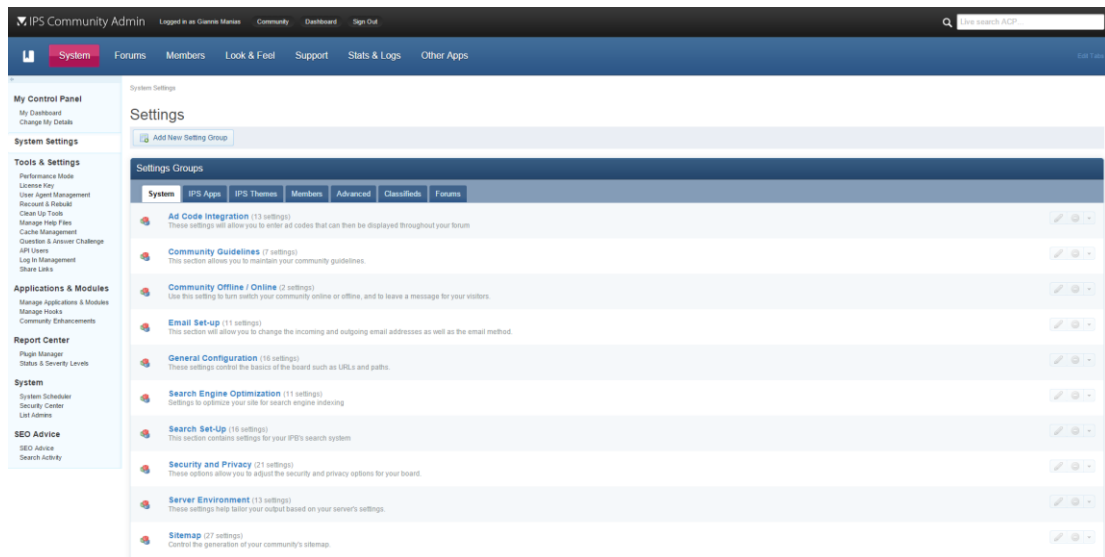 IPS Community Admin Logged in as Giannis Manias Community Dashboard Sign Out Live search ACP...
System Forums Members Look & Feel Support Stats & Logs Other Apps Edit Tabs
My Control Panel
My Dashboard
Change My Details
System Settings
Tools & Settings
Performance Mode
License Key
User Agent Management
Recount & Rebuild
Clean Up Tools
Manage Help Files
Cache Management
Question & Answer Challenge
API Users
Log In Management
Share Links
Applications & Modules
Manage Applications & Modules
Manage Hooks
Community Enhancements
Report Center
Plugin Manager
Status & Severity Levels
System
System Scheduler
Security Center
List Admins
SEO Advice
SEO Advice
Search Activity
System Settings
Settings
Add New Setting Group
Settings Groups
System IPS Apps IPS Themes Members Advanced Classifieds Forums
Ad Code Integration (13 settings)
These settings will allow you to enter ad codes that can then be displayed throughout your forum
Community Guidelines (7 settings)
This section allows you to maintain your community guidelines.
Community Offline / Online (2 settings)
Use this setting to turn switch your community online or offline, and to leave a message for your visitors.
Email Set-up (11 settings)
This section will allow you to change the incoming and outgoing email addresses as well as the email method
General Configuration (16 settings)
These settings control the basics of the board such as URLs and paths.
Search Engine Optimization (11 settings)
Settings to optimize your site for search engine indexing
Search Set-Up (16 settings)
This section contains settings for your IPB's search system
Security and Privacy (21 settings)
These options allow you to adjust the security and privacy options for your board.
Server Environment (13 settings)
These settings help tailor your output based on your server's settings.
Sitemap (27 settings)
Control the generation of your community's sitemap.